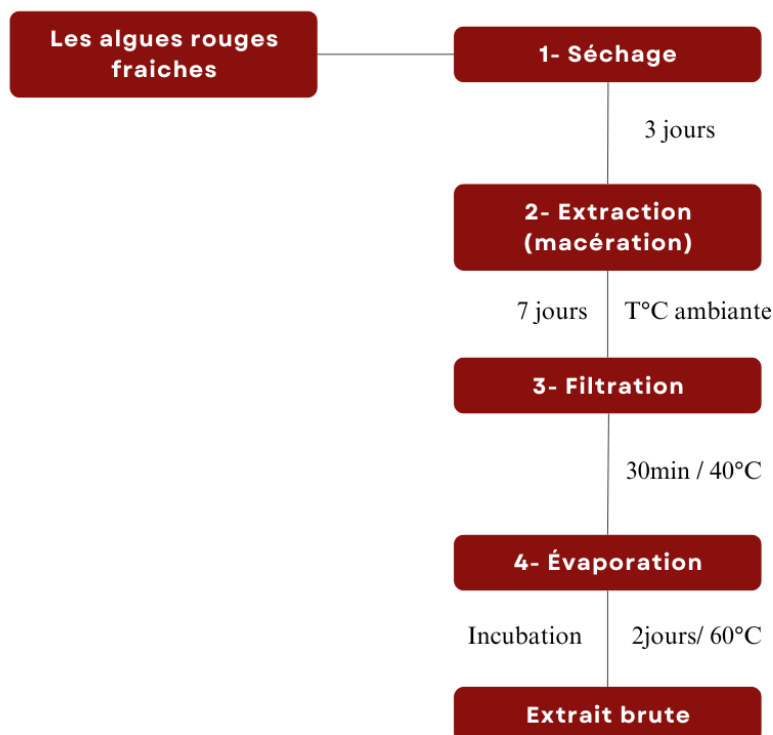 Les algues rouges
fraiches
1- Séchage
3 jours
2- Extraction
(macération)
7 jours
T°C ambiante
3- Filtration
30min / 40°C
4- Évaporation
Incubation
2jours/ 60°C
Extrait brute